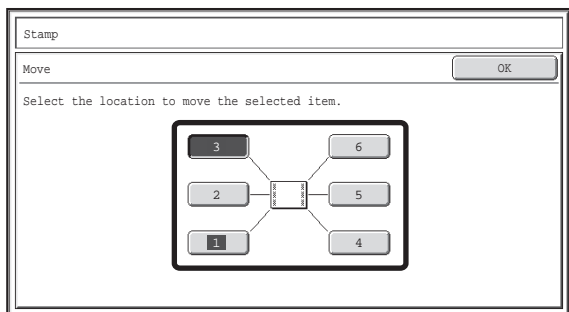 Stamp
Move OK
Select the location to move the selected item.
3 6
2 5
1 4